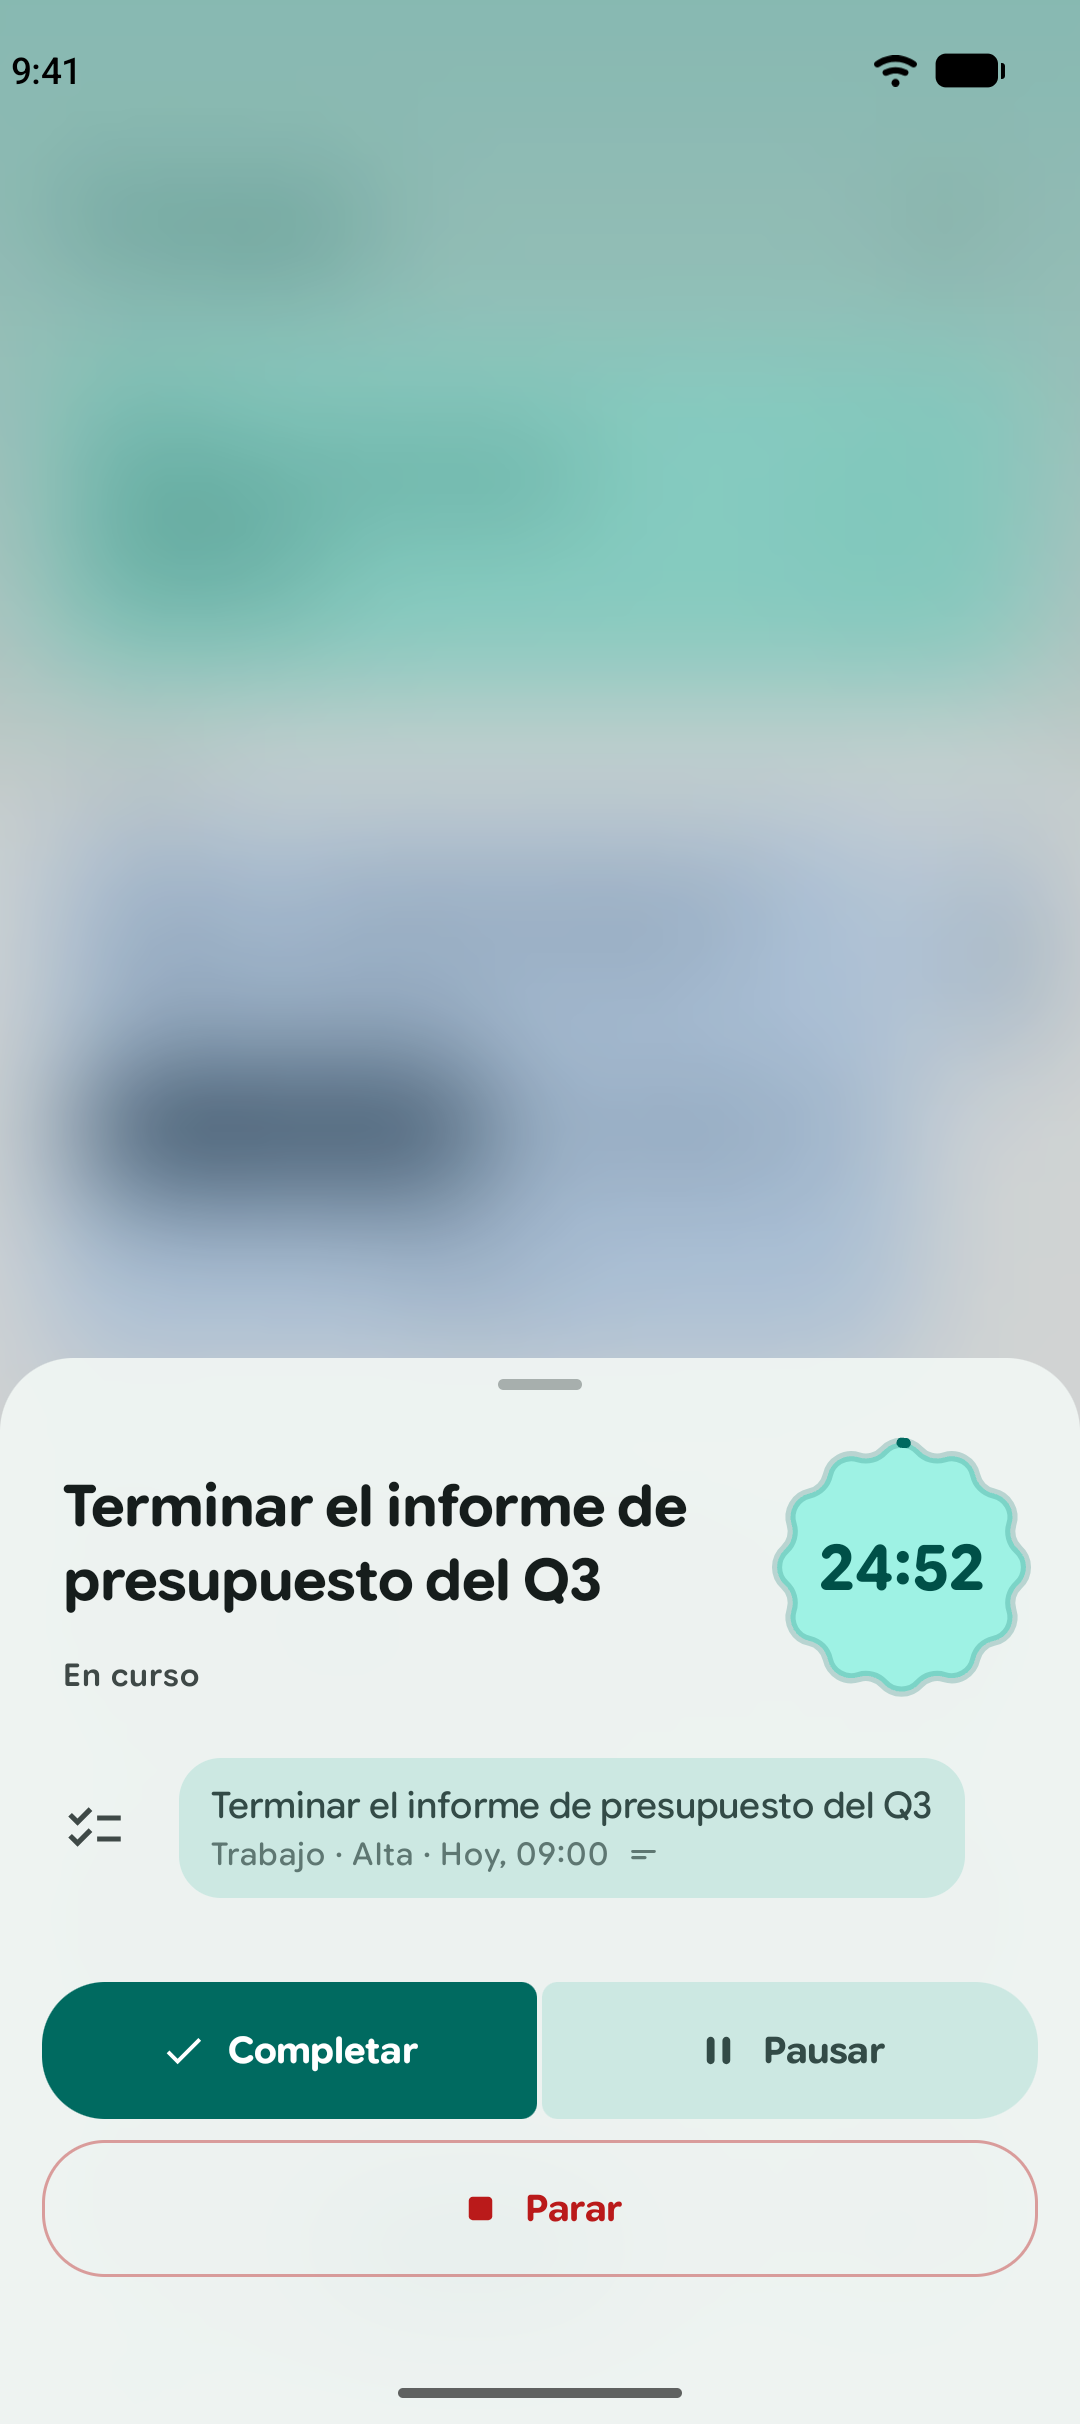 9:41
Terminar el informe de
presupuesto del Q3
24:52
En curso
Terminar el informe de presupuesto del Q3
Trabajo · Alta · Hoy, 09:00
Completar
Pausar
Parar